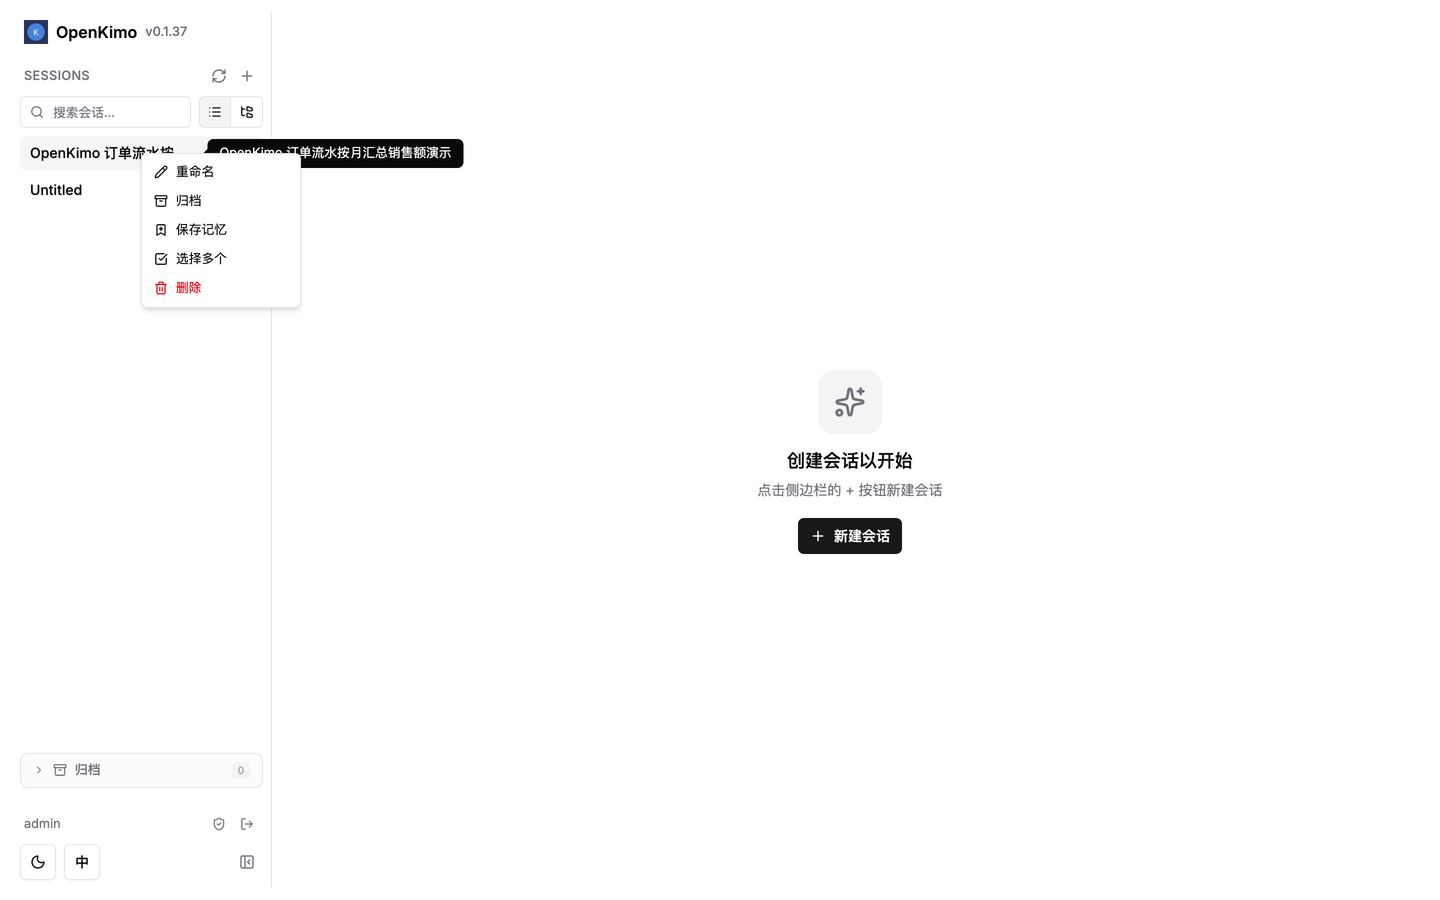 K
OpenKimo v0.1.37
SESSIONS
搜索会话...
OpenKimo 订单流水按
OpenKimo 订单流水按月汇总销售额演示
Untitled
重命名
归档
保存记忆
选择多个
删除
创建会话以开始
点击侧边栏的 + 按钮新建会话
新建会话
归档 0
admin
中